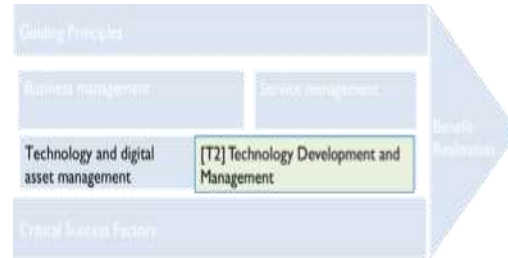 Guiding Principles
Business management
Service management
Benefit
Realisation
Technology and digital
asset management
[T2] Technology Development and
Management
Critical Success Factors